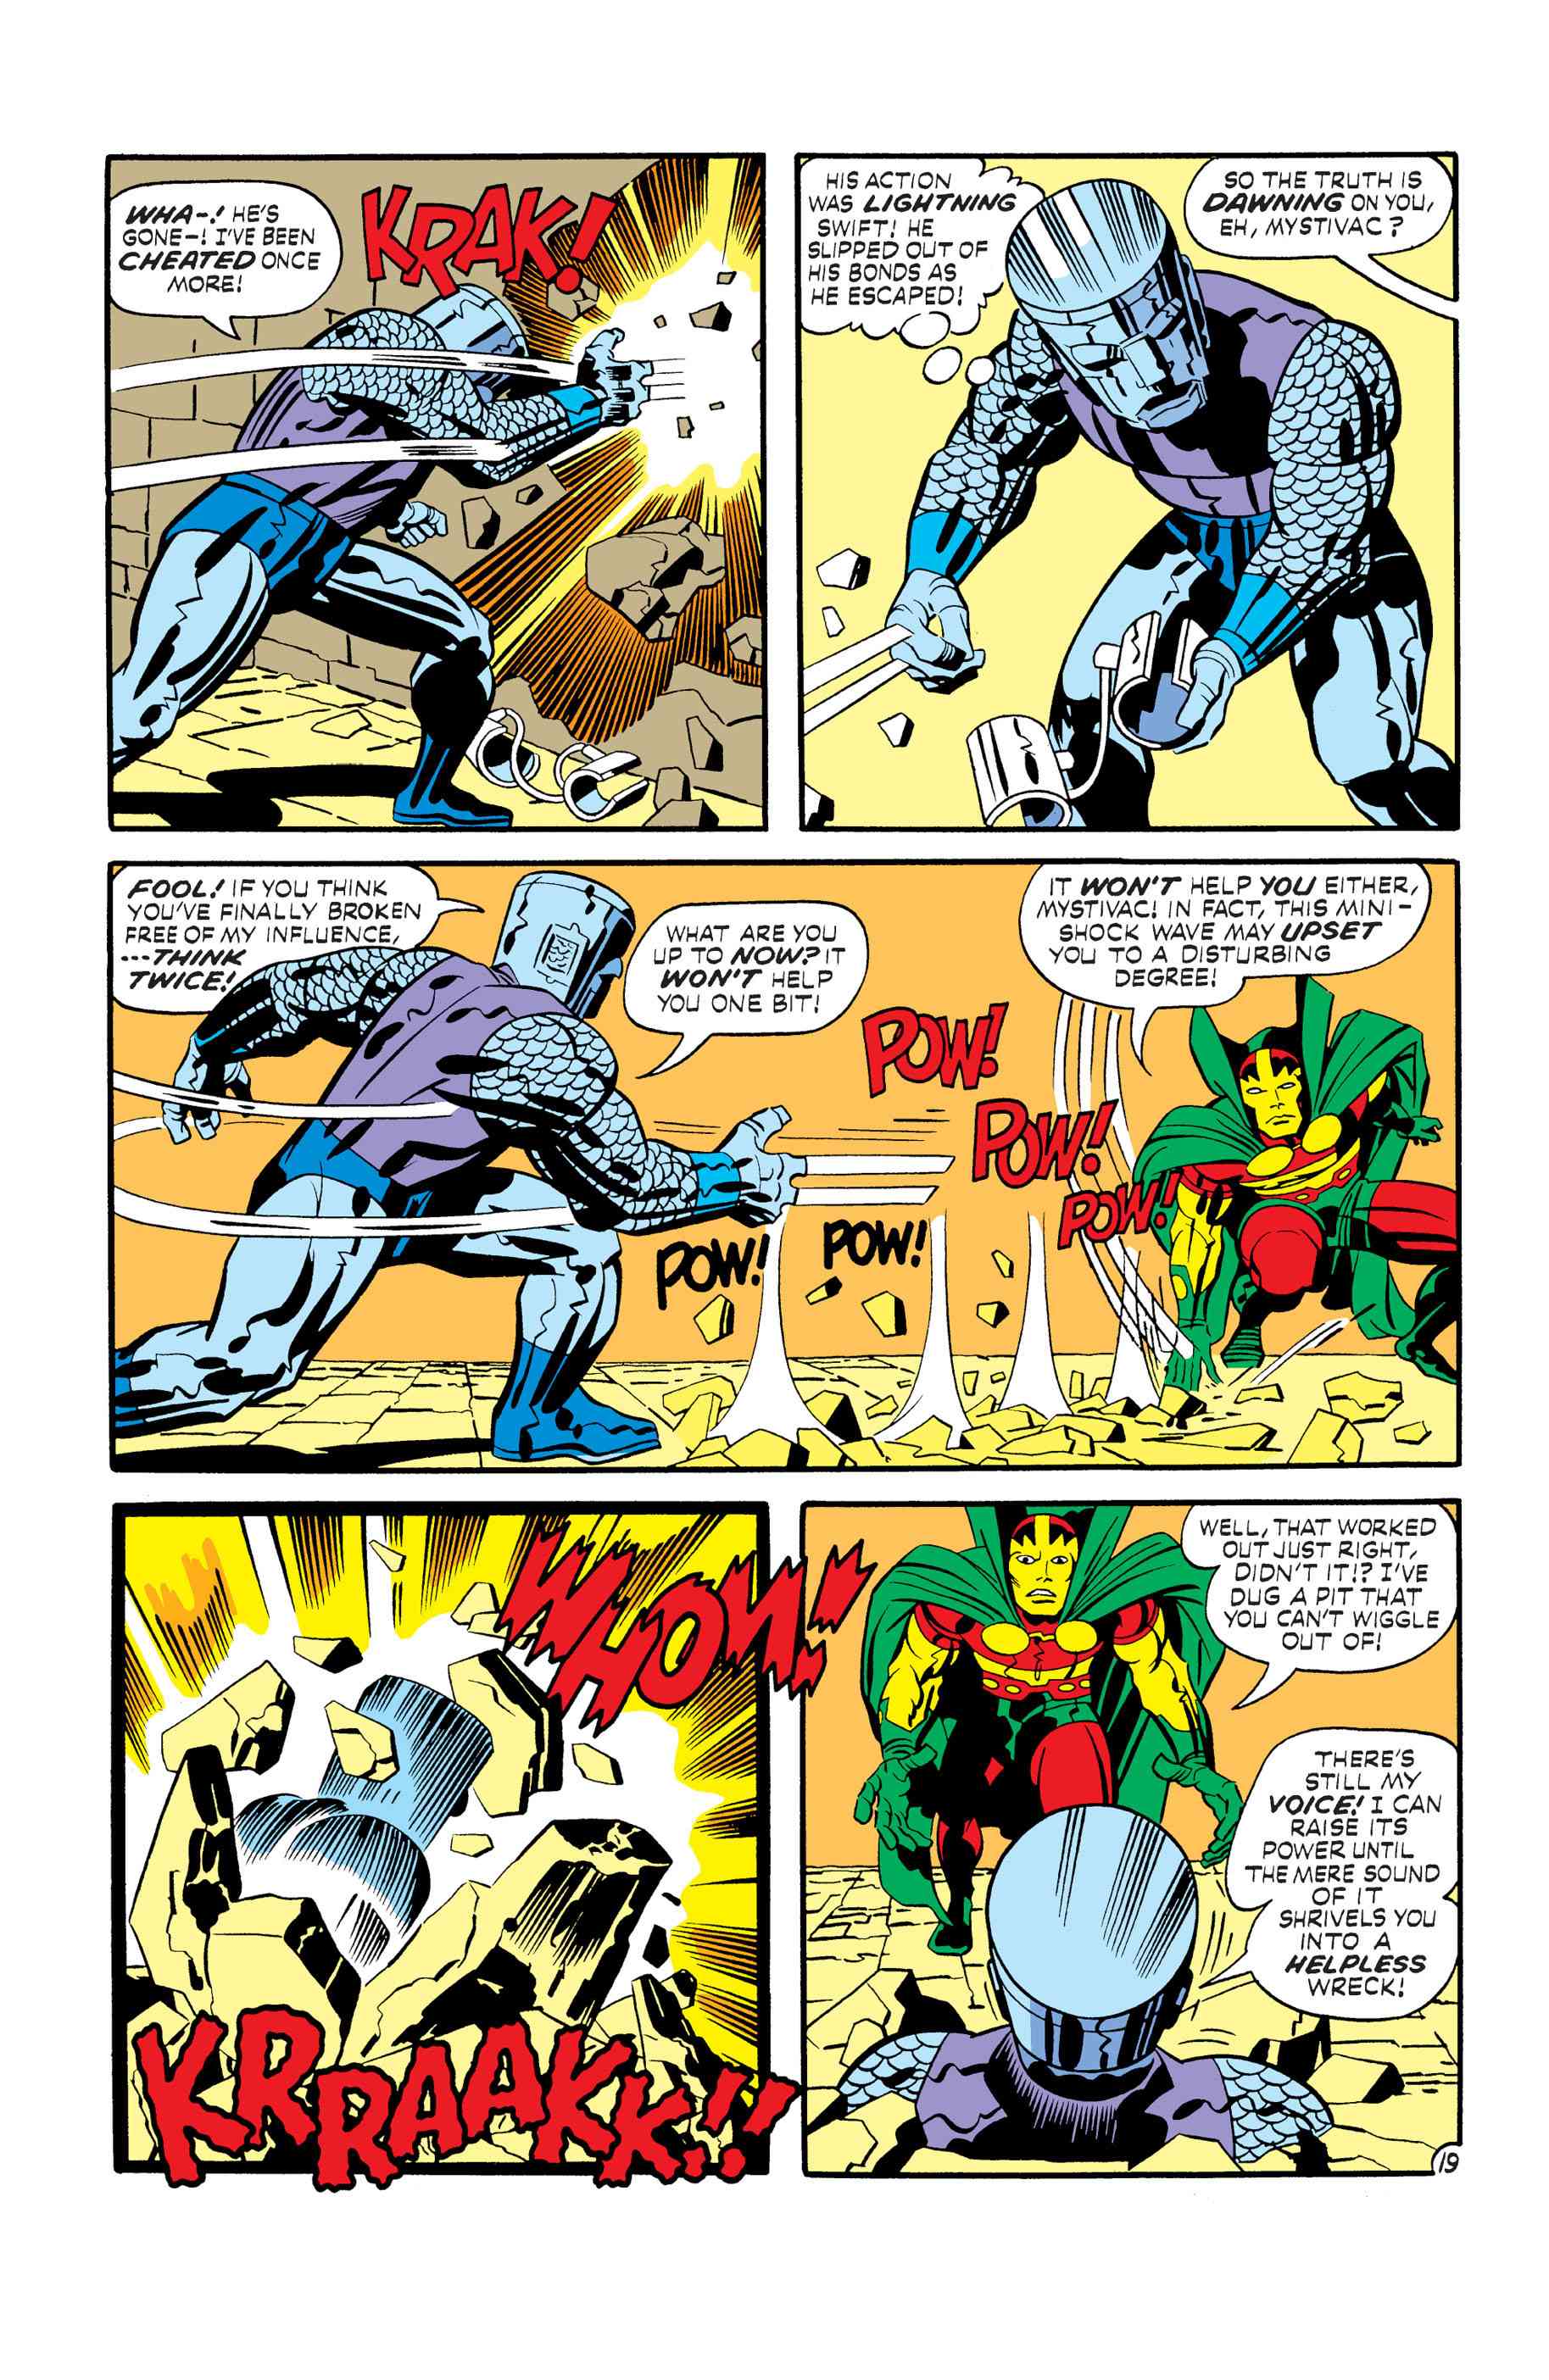 WHA-! HE'S
GONE-! I'VE BEEN
CHEATED ONCE
MORE!
KRAK!
HIS ACTION
WAS LIGHTNING
SWIFT! HE
SLIPPED OUT OF
HIS BONDS AS
HE ESCAPED!
SO THE TRUTH IS
DAWNING ON YOU,
EH, MYSTIVAC?
FOOL! IF YOU THINK
YOU'VE FINALLY BROKEN
FREE OF MY INFLUENCE,
...THINK
TWICE!
WHAT ARE YOU
UP TO NOW? IT
WON'T HELP
YOU ONE BIT!
IT WON'T HELP YOU EITHER,
MYSTIVAC! IN FACT, THIS MINI-
SHOCK WAVE MAY UPSET
YOU TO A DISTURBING
DEGREE!
POW!
POW!
POW!
POW!
POW!
WHOM!!
KRRAAKK!!
WELL, THAT WORKED
OUT JUST RIGHT,
DIDN'T IT!? I'VE
DUG A PIT THAT
YOU CAN'T WIGGLE
OUT OF!
THERE'S
STILL MY
VOICE! I CAN
RAISE ITS
POWER UNTIL
THE MERE SOUND
OF IT
SHRIVELS YOU
INTO A
HELPLESS
WRECK!
19